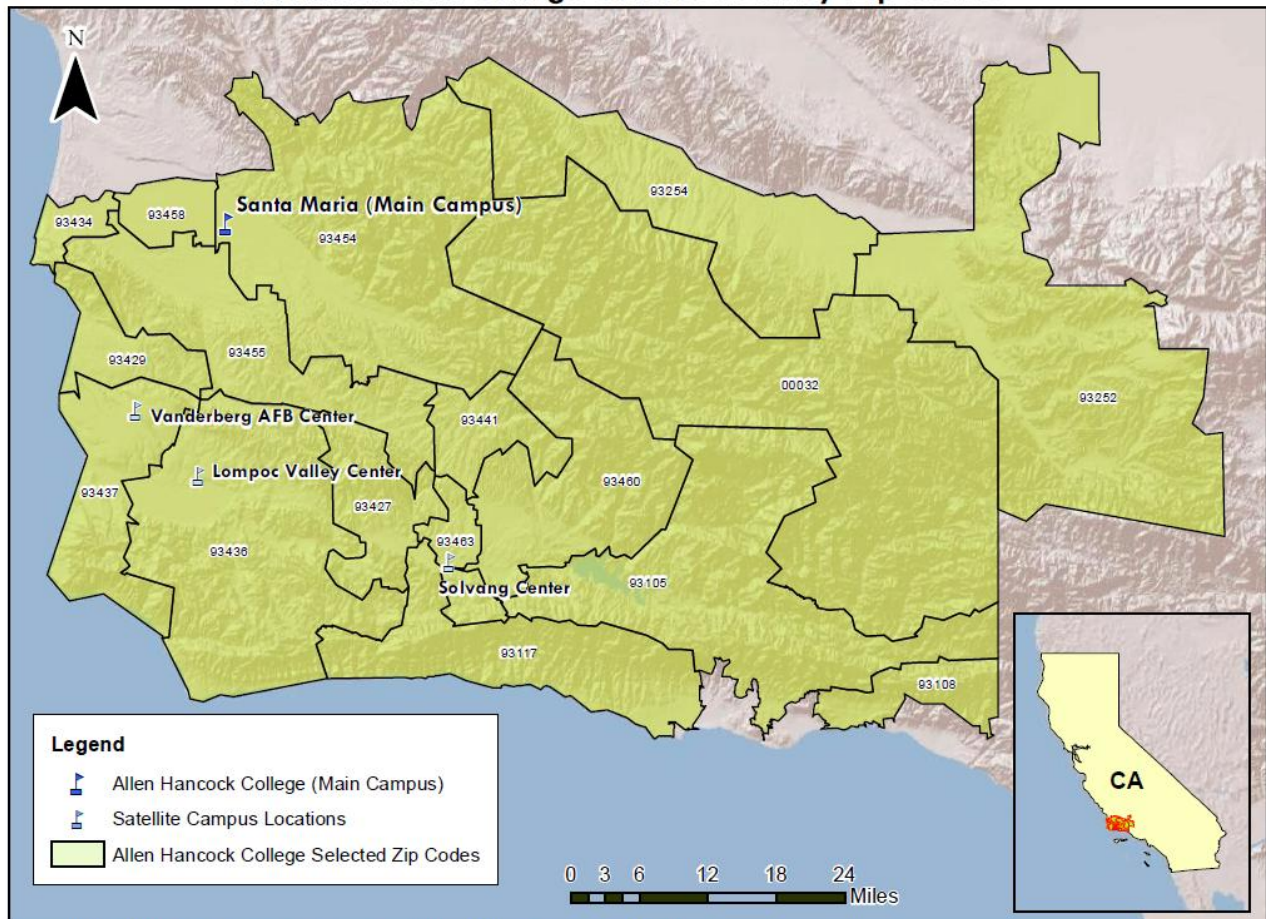 N
93254
93458
Santa Maria (Main Campus)
93434
93454
93429
93455
00032
93252
Vanderberg AFB Center
93441
Lompoc Valley Center
93460
93437
93427
93436
93463
93105
Solvang Center
93117
93108
Legend
Allen Hancock College (Main Campus)
Satellite Campus Locations
Allen Hancock College Selected Zip Codes
0 3 6 12 18 24
Miles
CA